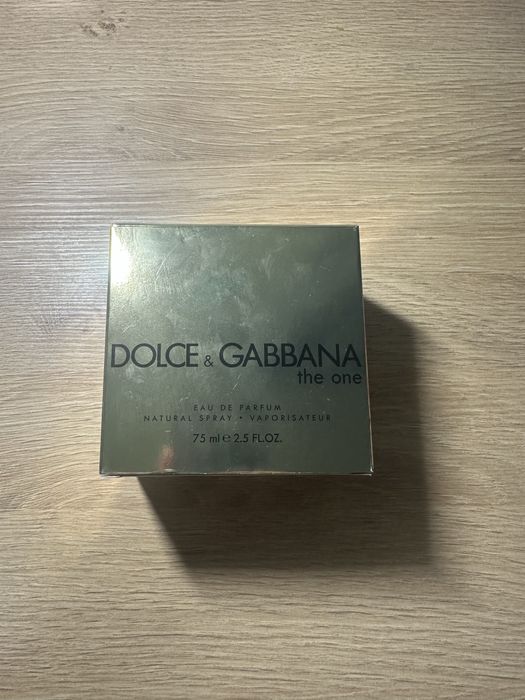 DOLCE & GABBANA
the one
EAU DE PARFUM
NATURAL SPRAY • VAPORISATEUR
75 ml e 2.5 FL.OZ.